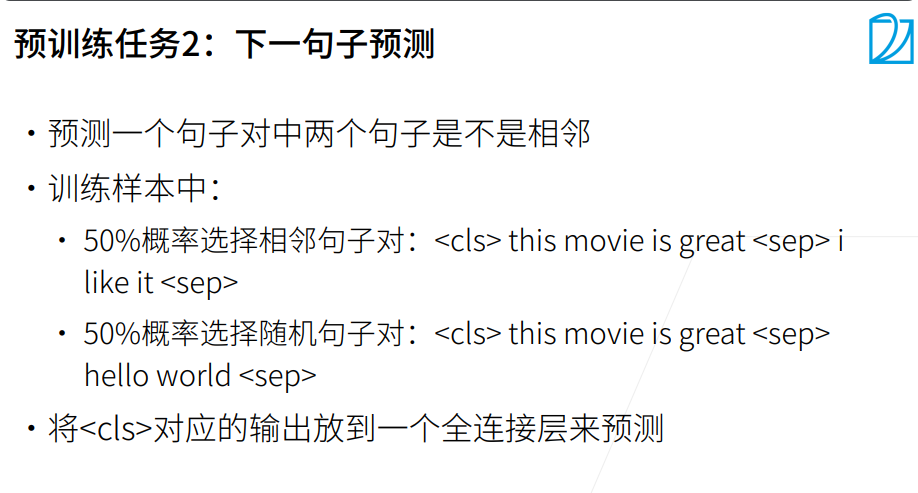 预训练任务2：下一句子预测
• 预测一个句子对中两个句子是不是相邻
• 训练样本中：
• 50%概率选择相邻句子对：<cls> this movie is great <sep> i
like it <sep>
• 50%概率选择随机句子对：<cls> this movie is great <sep>
hello world <sep>
• 将<cls>对应的输出放到一个全连接层来预测